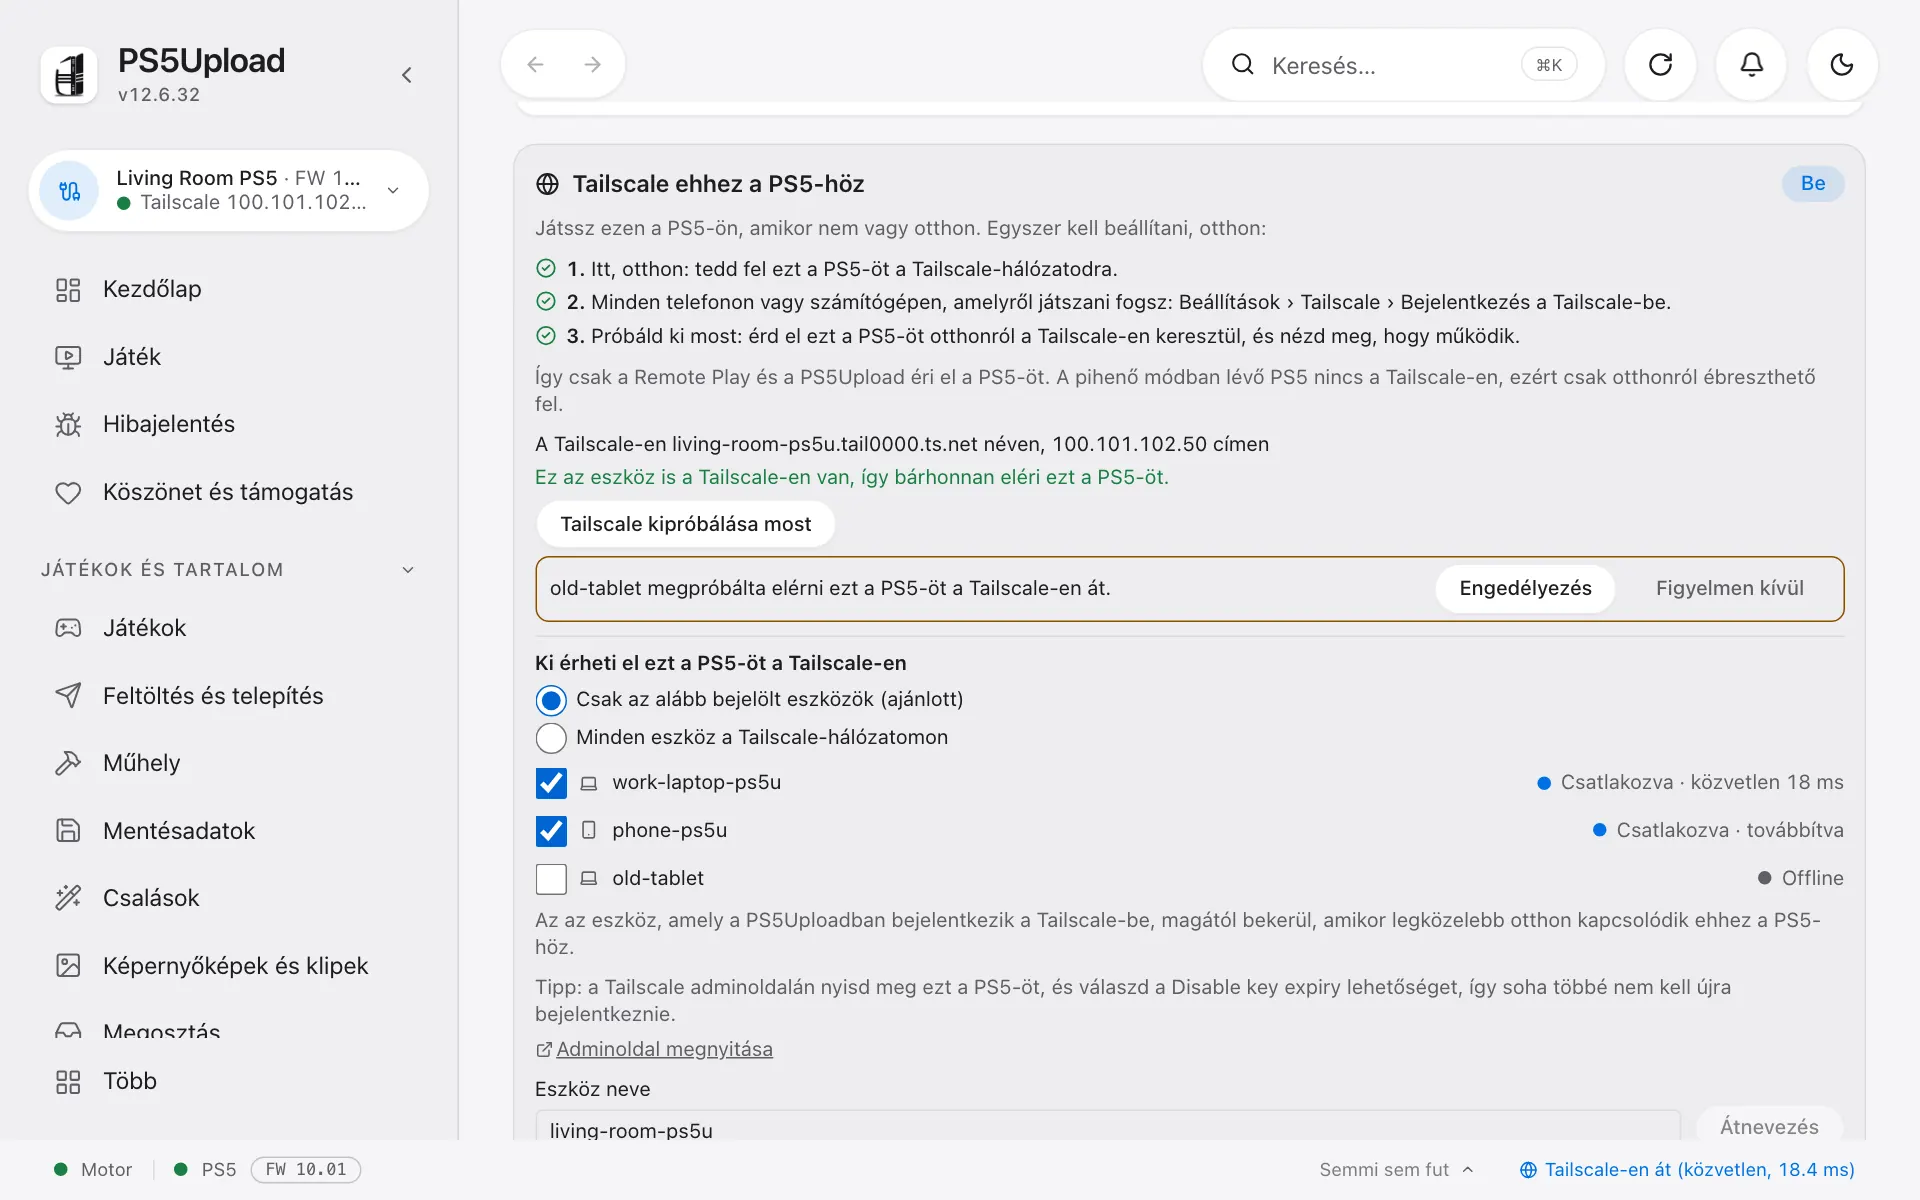 PS5Upload
v12.6.32
Living Room PS5 · FW 1...
Tailscale 100.101.102...
Kezdőlap
Játék
Hibajelentés
Köszönet és támogatás
JÁTÉKOK ÉS TARTALOM
Játékok
Feltöltés és telepítés
Műhely
Mentésadatok
Csalások
Képernyőképek és klipek
Megosztás
Több
Keresés...
⌘K
Tailscale ehhez a PS5-höz
Be
Játssz ezen a PS5-ön, amikor nem vagy otthon. Egyszer kell beállítani, otthon:
1. Itt, otthon: tedd fel ezt a PS5-öt a Tailscale-hálózatodra.
2. Minden telefonon vagy számítógépen, amelyről játszani fogsz: Beállítások › Tailscale › Bejelentkezés a Tailscale-be.
3. Próbáld ki most: érd el ezt a PS5-öt otthonról a Tailscale-en keresztül, és nézd meg, hogy működik.
Így csak a Remote Play és a PS5Upload éri el a PS5-öt. A pihenő módban lévő PS5 nincs a Tailscale-en, ezért csak otthonról ébreszthető
fel.
A Tailscale-en living-room-ps5u.tail0000.ts.net néven, 100.101.102.50 címen
Ez az eszköz is a Tailscale-en van, így bárhonnan eléri ezt a PS5-öt.
Tailscale kipróbálása most
old-tablet megpróbálta elérni ezt a PS5-öt a Tailscale-en át.
Engedélyezés
Figyelmen kívül
Ki érheti el ezt a PS5-öt a Tailscale-en
Csak az alább bejelölt eszközök (ajánlott)
Minden eszköz a Tailscale-hálózatomon
work-laptop-ps5u
Csatlakozva · közvetlen 18 ms
phone-ps5u
Csatlakozva · továbbítva
old-tablet
Offline
Az az eszköz, amely a PS5Uploadban bejelentkezik a Tailscale-be, magától bekerül, amikor legközelebb otthon kapcsolódik ehhez a PS5-
höz.
Tipp: a Tailscale adminoldalán nyisd meg ezt a PS5-öt, és válaszd a Disable key expiry lehetőséget, így soha többé nem kell újra
bejelentkeznie.
Adminoldal megnyitása
Eszköz neve
living-room-ps5u
Átnevezés
Motor
PS5
FW 10.01
Semmi sem fut
Tailscale-en át (közvetlen, 18.4 ms)